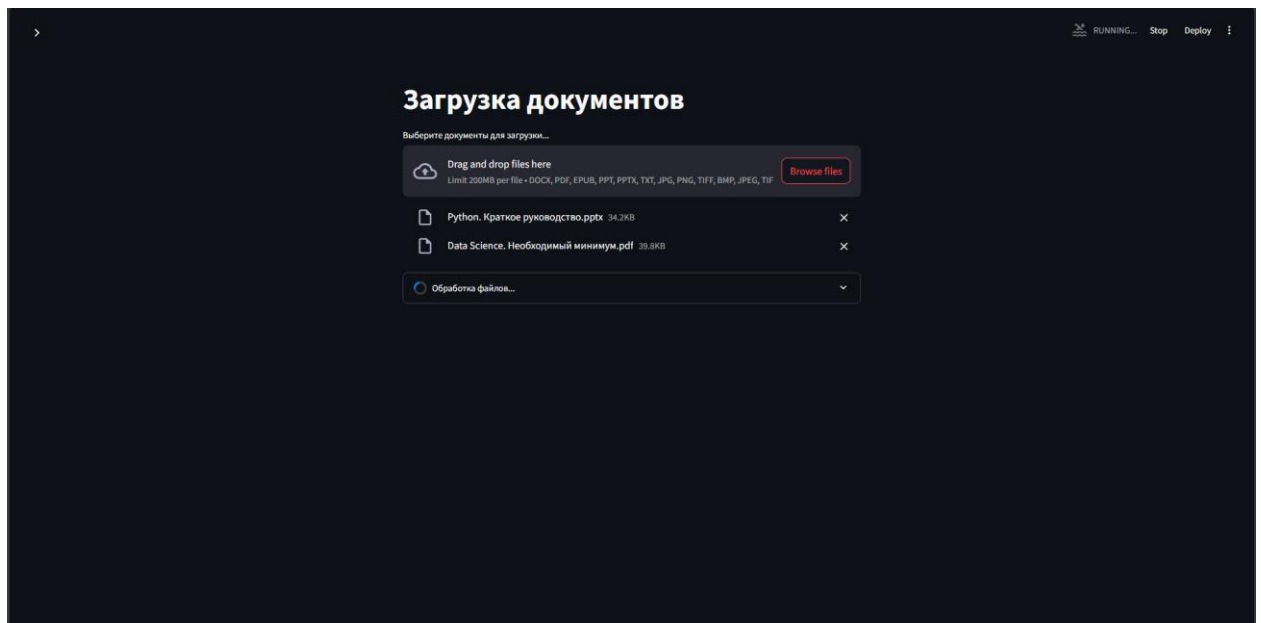 RUNNING... Stop Deploy
Загрузка документов
Выберите документы для загрузки...
Drag and drop files here
Limit 200MB per file • DOCX, PDF, EPUB, PPT, PPTX, TXT, JPG, PNG, TIFF, BMP, JPEG, TIF
Browse files
Python. Краткое руководство.pptx 34.2KB
Data Science. Необходимый минимум.pdf 39.8KB
Обработка файлов...